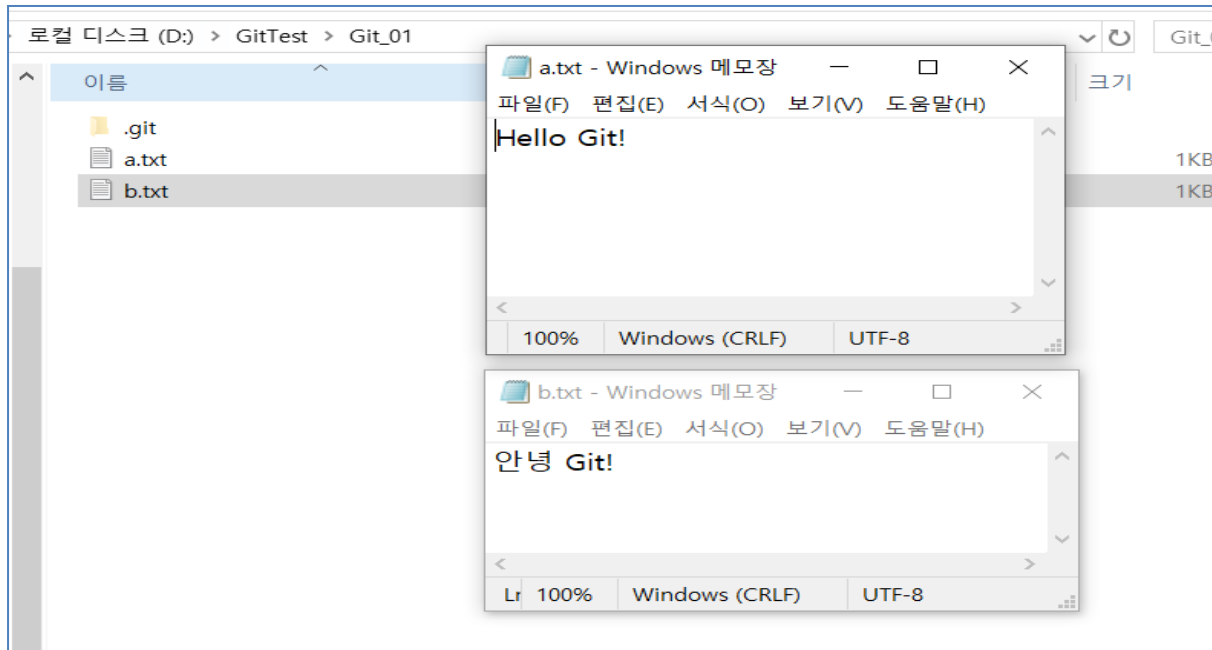 로컬 디스크 (D:) > GitTest > Git_01
Git_
이름
크기
.git
a.txt
1KB
b.txt
1KB
a.txt - Windows 메모장
파일(F) 편집(E) 서식(O) 보기(V) 도움말(H)
Hello Git!
100% Windows (CRLF) UTF-8
b.txt - Windows 메모장
파일(F) 편집(E) 서식(O) 보기(V) 도움말(H)
안녕 Git!
100% Windows (CRLF) UTF-8